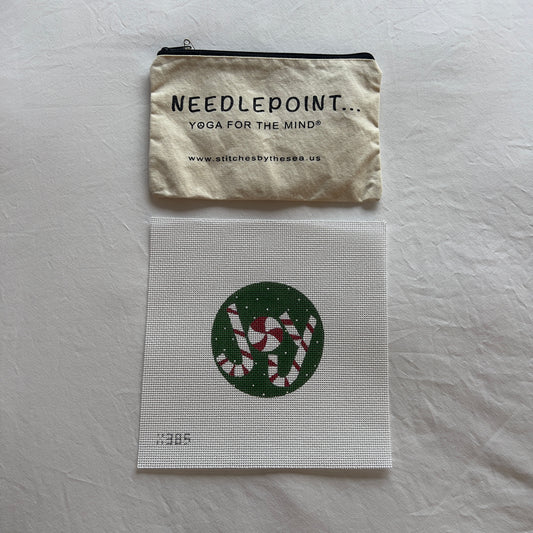 NEEDLEPOINT...
YOGA FOR THE MIND®
www.stitchesbythesea.us
JOY
X385